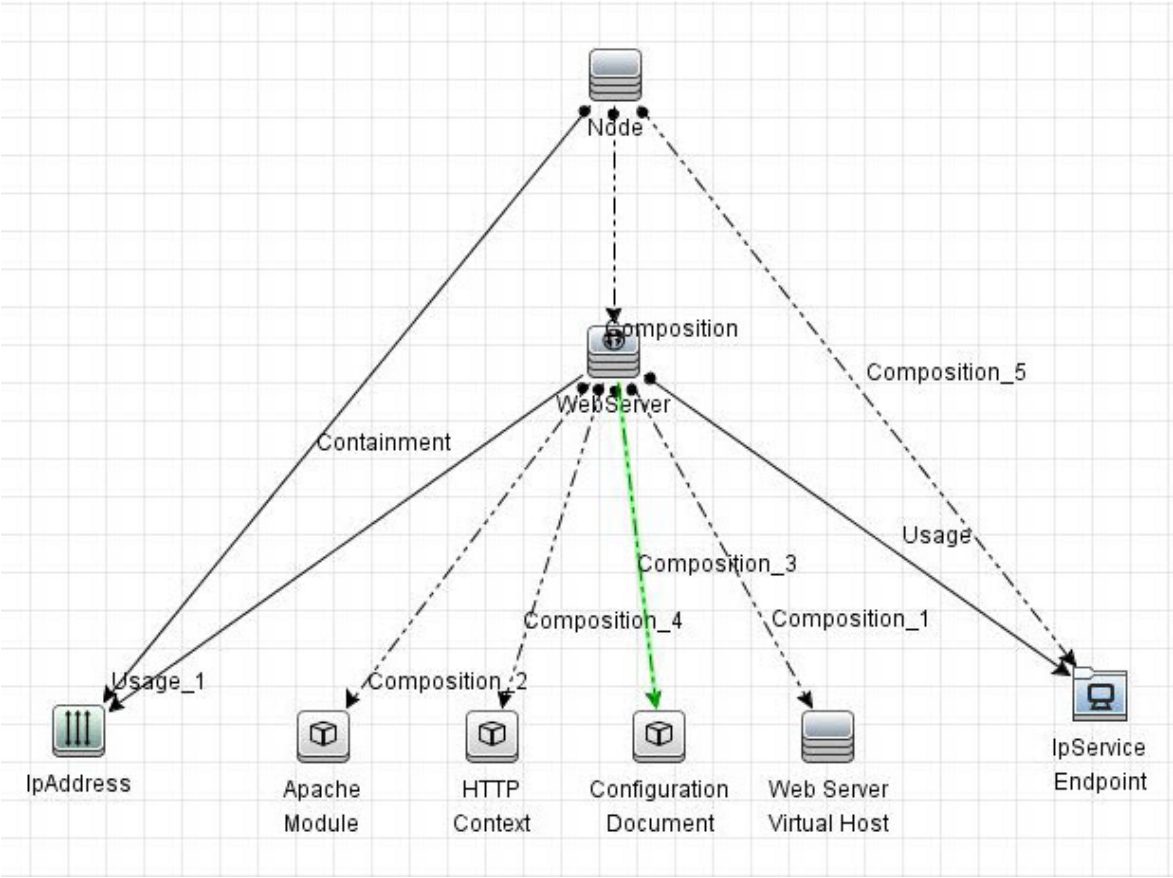 Node
Composition
Composition_5
WebServer
Containment
Usage
Composition_3
Composition_4
Composition_1
Usage_1
Composition_2
IpAddress
Apache
Module
HTTP
Context
Configuration
Document
Web Server
Virtual Host
IpService
Endpoint